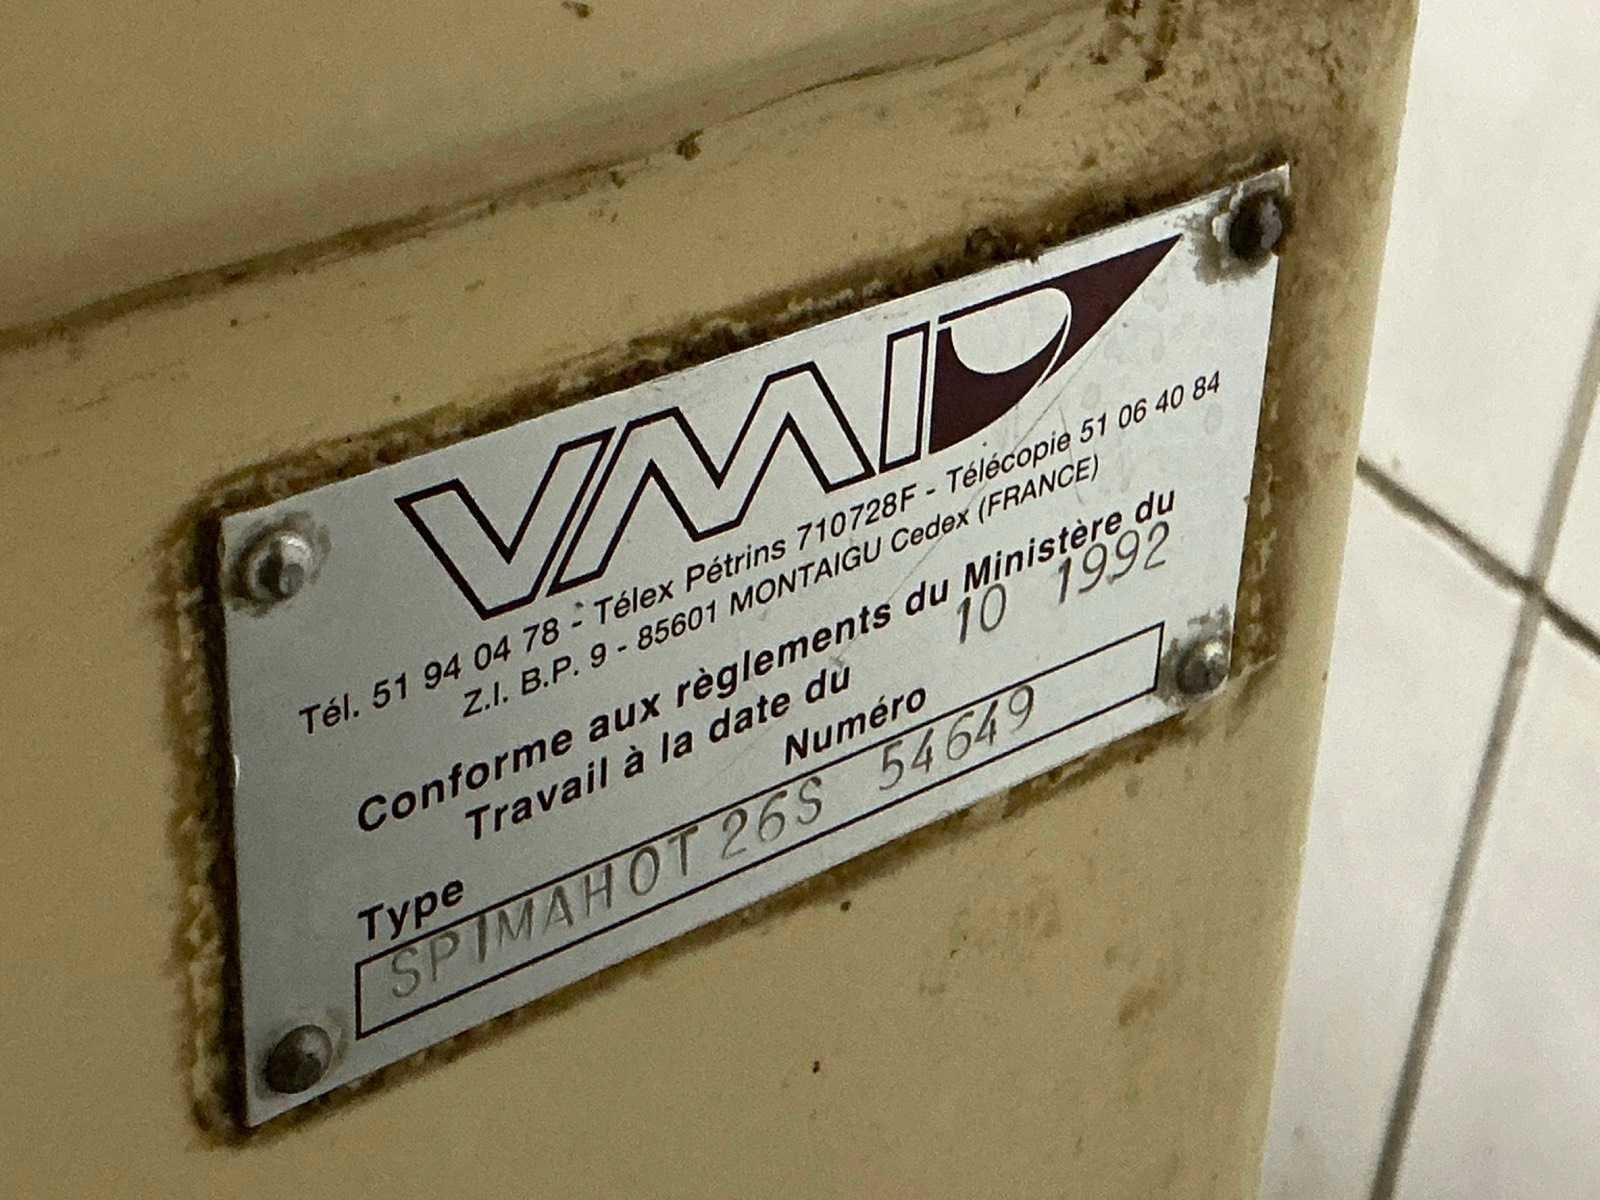 VMI
Tél. 51 94 04 78 - Télex Pétrins 710728F - Télécopie 51 06 40 84
Z.I. B.P. 9 - 85601 MONTAIGU Cedex (FRANCE)
Conforme aux règlements du Ministère du
Travail à la date du 10 1992
Type Numéro
SPIMAHOT 26S 54649